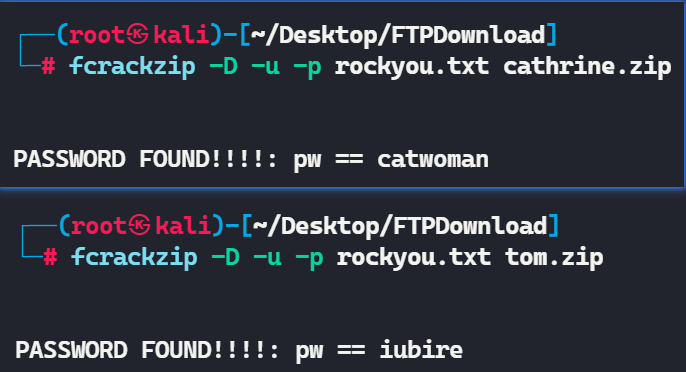 ┌──(root㉿kali)-[~/Desktop/FTPDownload]
└─# fcrackzip -D -u -p rockyou.txt cathrine.zip
PASSWORD FOUND!!!!: pw == catwoman
┌──(root㉿kali)-[~/Desktop/FTPDownload]
└─# fcrackzip -D -u -p rockyou.txt tom.zip
PASSWORD FOUND!!!!: pw == iubire